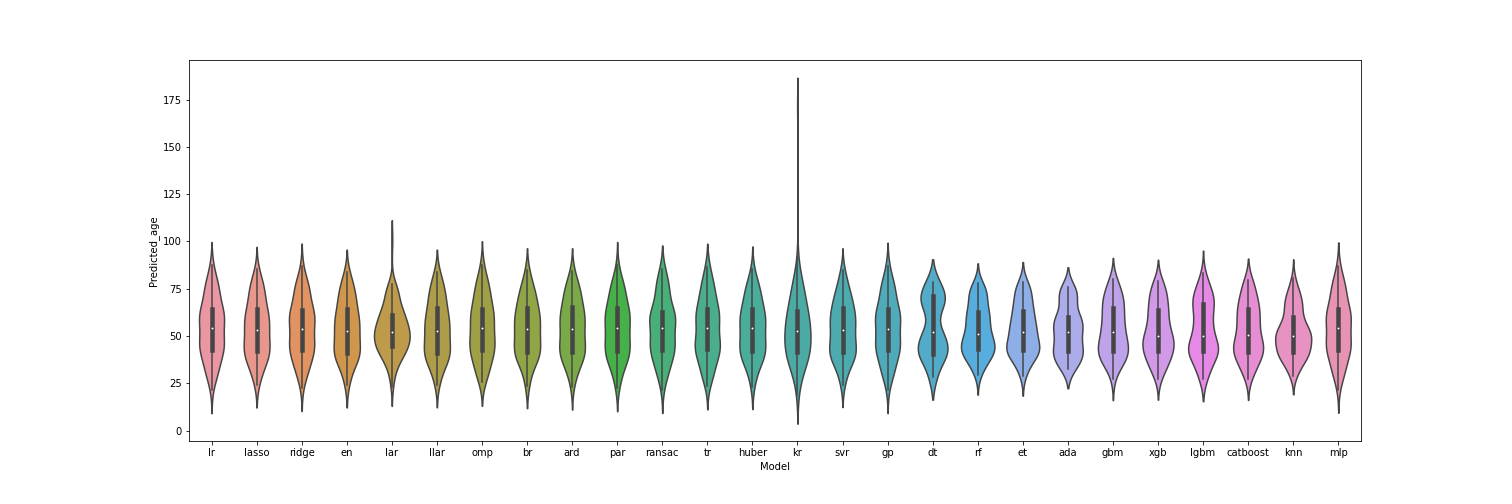 175
150
125
100
75
50
25
0
Predicted_age
lr lasso ridge en lar llar omp br ard par ransac tr huber kr svr gp dt rf et ada gbm xgb lgbm catboost knn mlp
Model